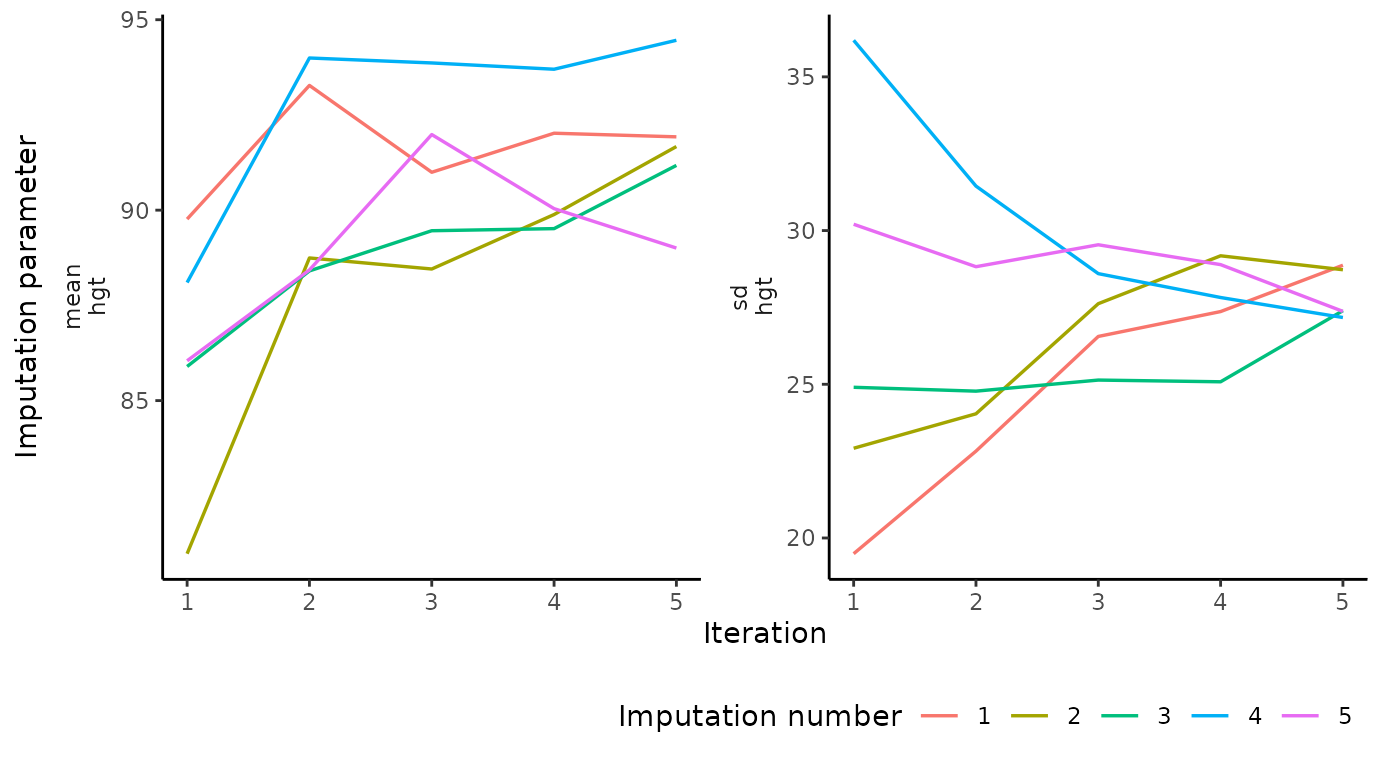 Imputation parameter
mean
hgt
95
90
85
1 2 3 4 5
sd
hgt
35
30
25
20
1 2 3 4 5
Iteration
Imputation number 1 2 3 4 5